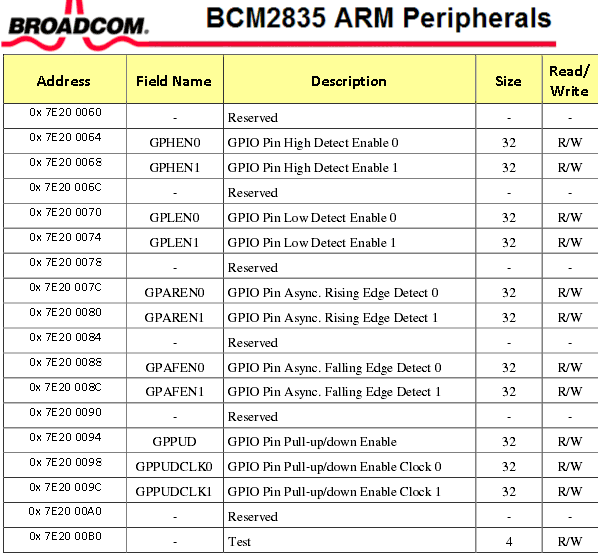 BROADCOM.
BCM2835 ARM Peripherals
Address Field Name Description Size Read/
Write
0x 7E20 0060 - Reserved - -
0x 7E20 0064 GPHEN0 GPIO Pin High Detect Enable 0 32 R/W
0x 7E20 0068 GPHEN1 GPIO Pin High Detect Enable 1 32 R/W
0x 7E20 006C - Reserved - -
0x 7E20 0070 GPLEN0 GPIO Pin Low Detect Enable 0 32 R/W
0x 7E20 0074 GPLEN1 GPIO Pin Low Detect Enable 1 32 R/W
0x 7E20 0078 - Reserved - -
0x 7E20 007C GPAREN0 GPIO Pin Async. Rising Edge Detect 0 32 R/W
0x 7E20 0080 GPAREN1 GPIO Pin Async. Rising Edge Detect 1 32 R/W
0x 7E20 0084 - Reserved - -
0x 7E20 0088 GPAFEN0 GPIO Pin Async. Falling Edge Detect 0 32 R/W
0x 7E20 008C GPAFEN1 GPIO Pin Async. Falling Edge Detect 1 32 R/W
0x 7E20 0090 - Reserved - -
0x 7E20 0094 GPPUD GPIO Pin Pull-up/down Enable 32 R/W
0x 7E20 0098 GPPUDCLK0 GPIO Pin Pull-up/down Enable Clock 0 32 R/W
0x 7E20 009C GPPUDCLK1 GPIO Pin Pull-up/down Enable Clock 1 32 R/W
0x 7E20 00A0 - Reserved - -
0x 7E20 00B0 - Test 4 R/W